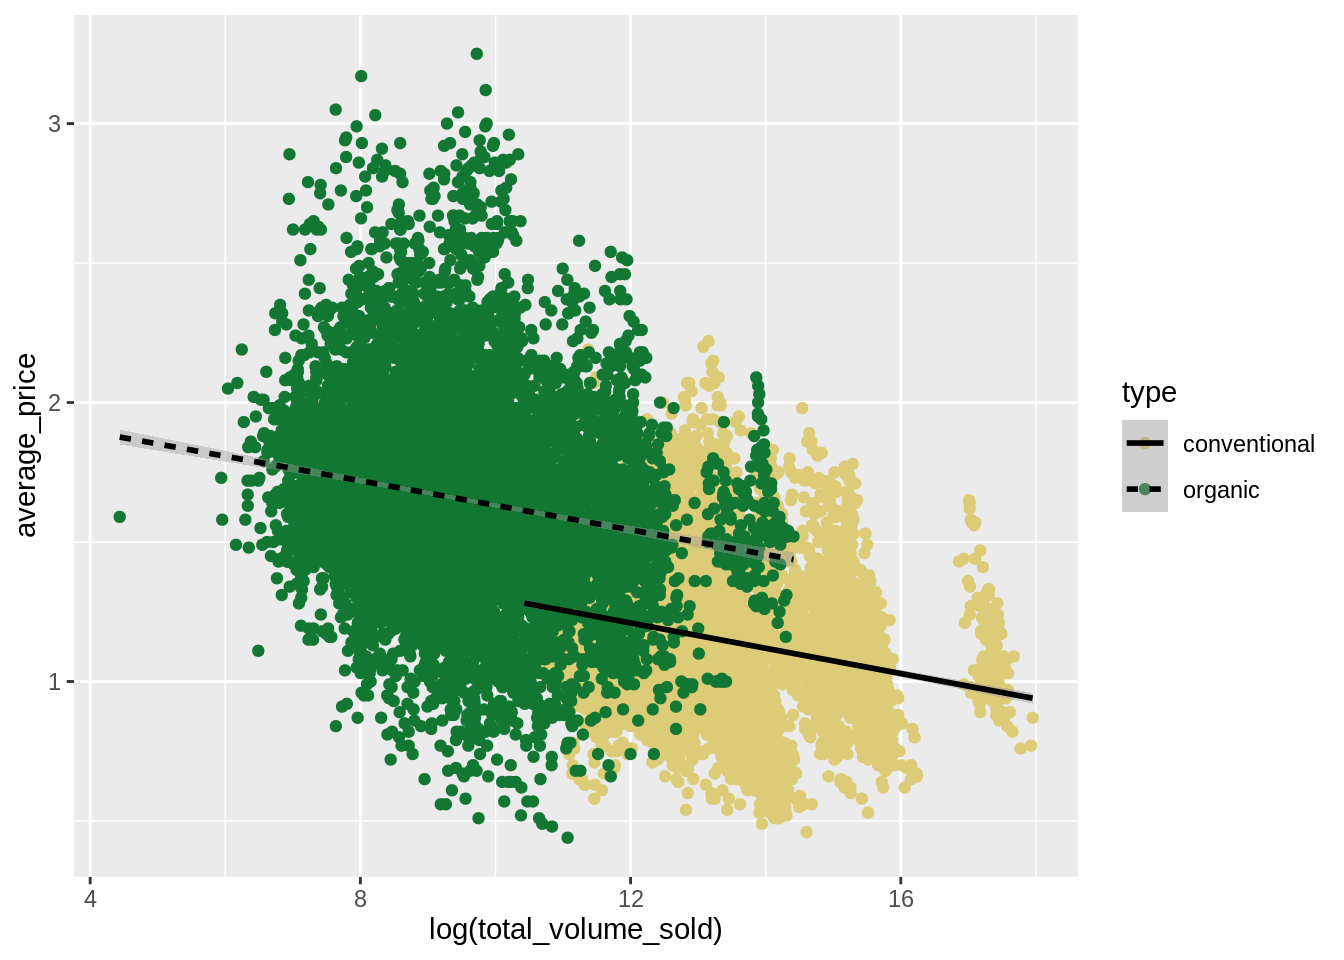 3
2
1
average_price
4
8
12
16
log(total_volume_sold)
type
conventional
organic